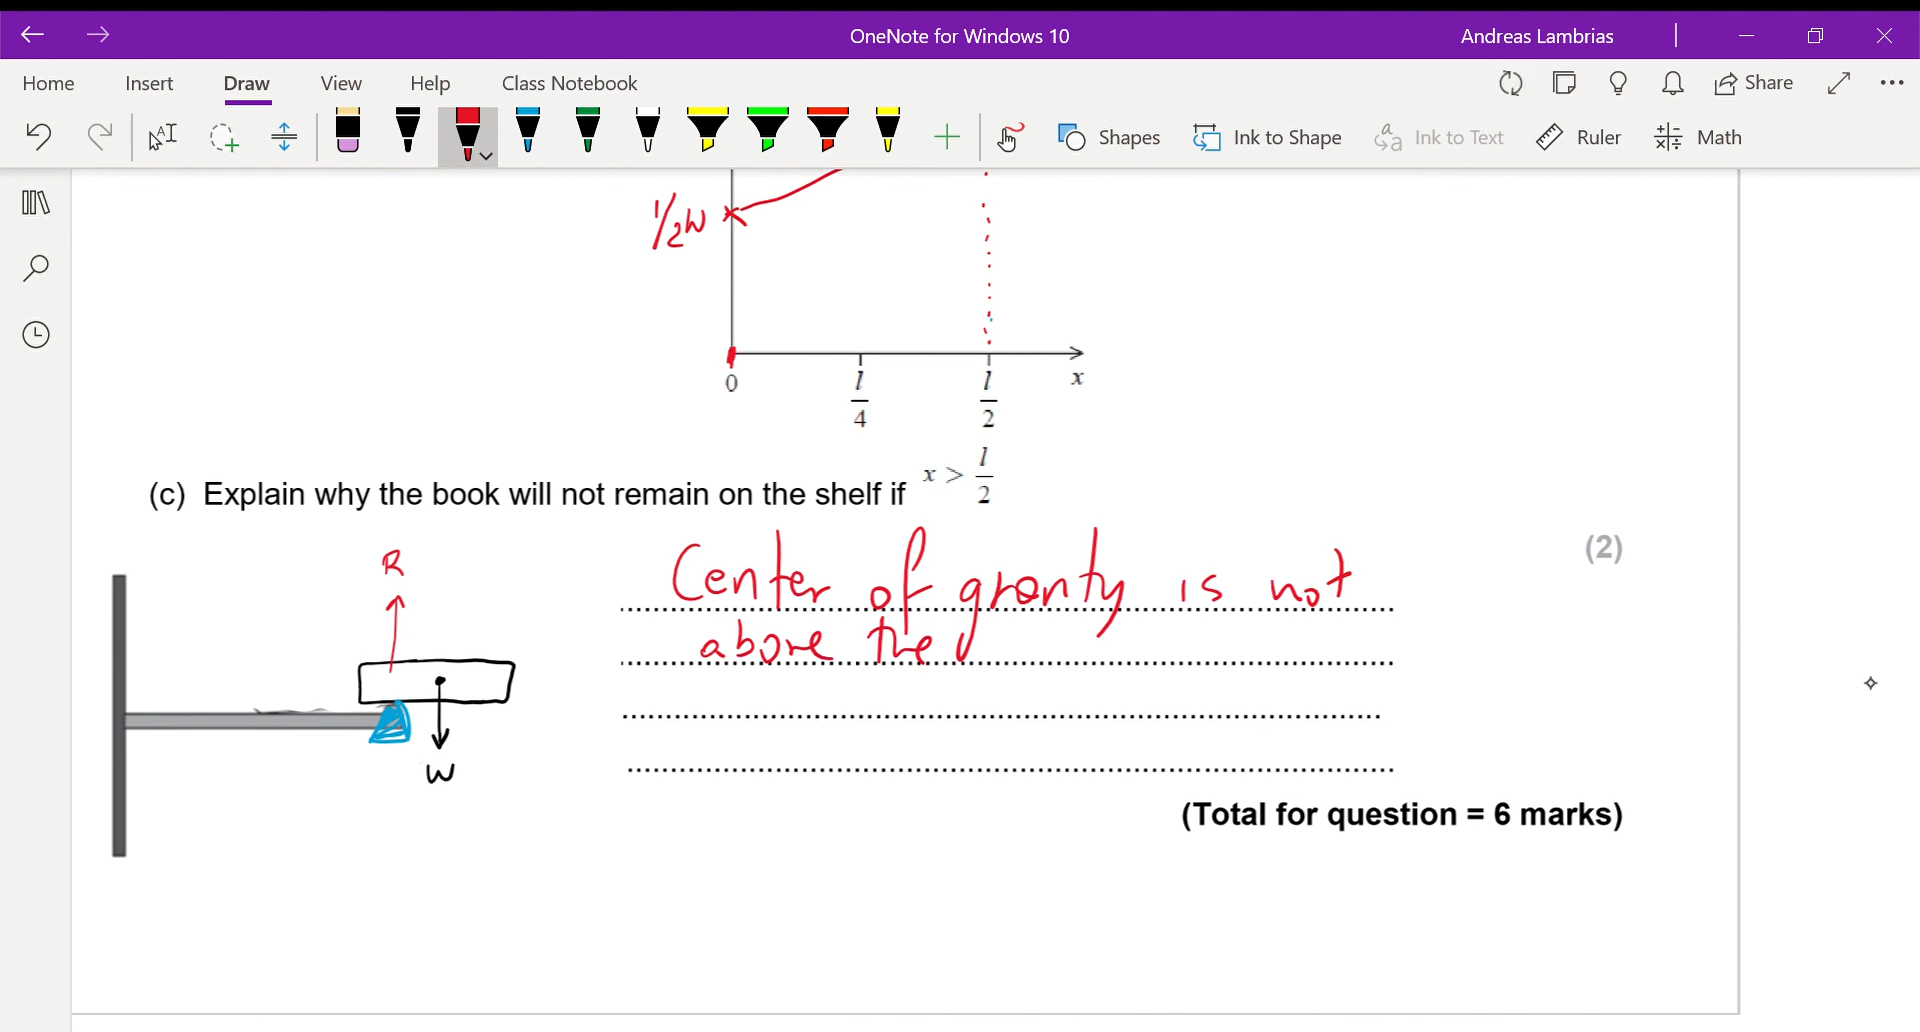 OneNote for Windows 10
Andreas Lambrias
Home Insert Draw View Help Class Notebook
Share
Shapes Ink to Shape Ink to Text Ruler Math
1/2W
0 l/4 l/2 x
(c) Explain why the book will not remain on the shelf if x > l/2
(2)
R
Center of gravity is not
above the
W
(Total for question = 6 marks)